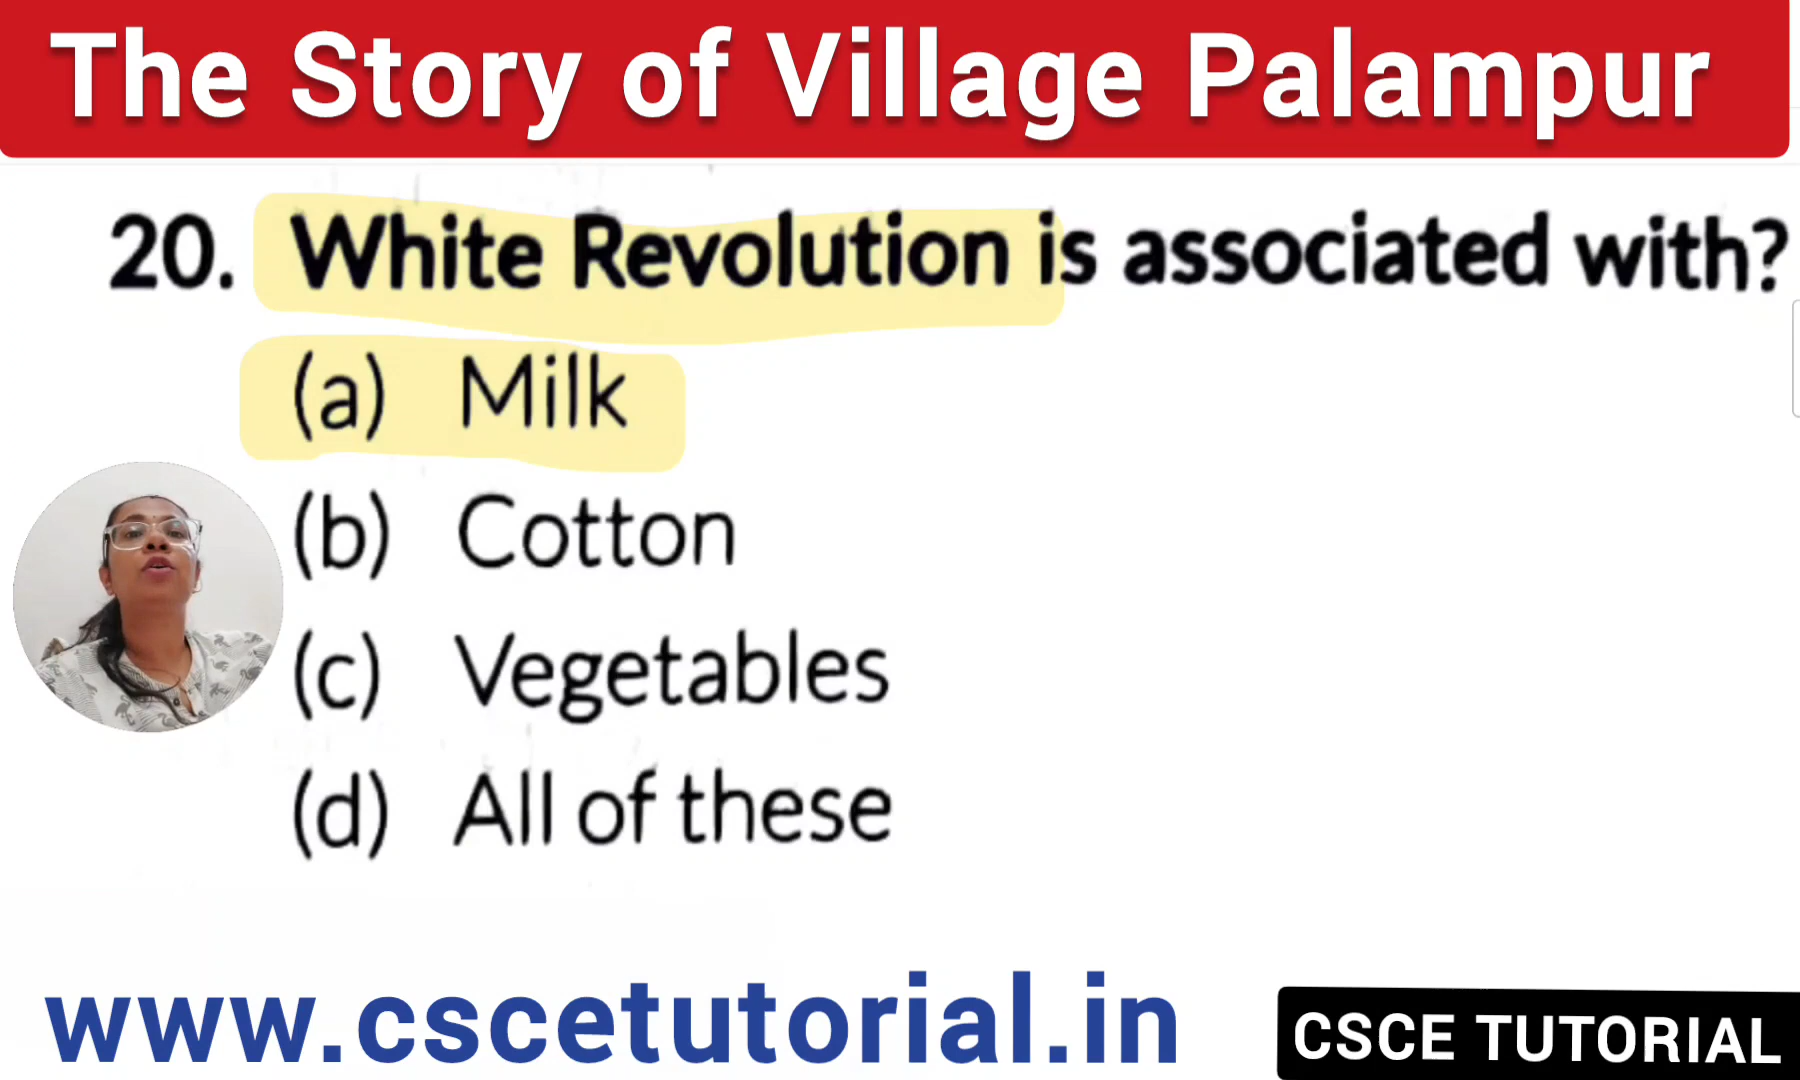 The Story of Village Palampur
20. White Revolution is associated with?
(a) Milk
(b) Cotton
(c) Vegetables
(d) All of these
www.cscetutorial.in
CSCE TUTORIAL